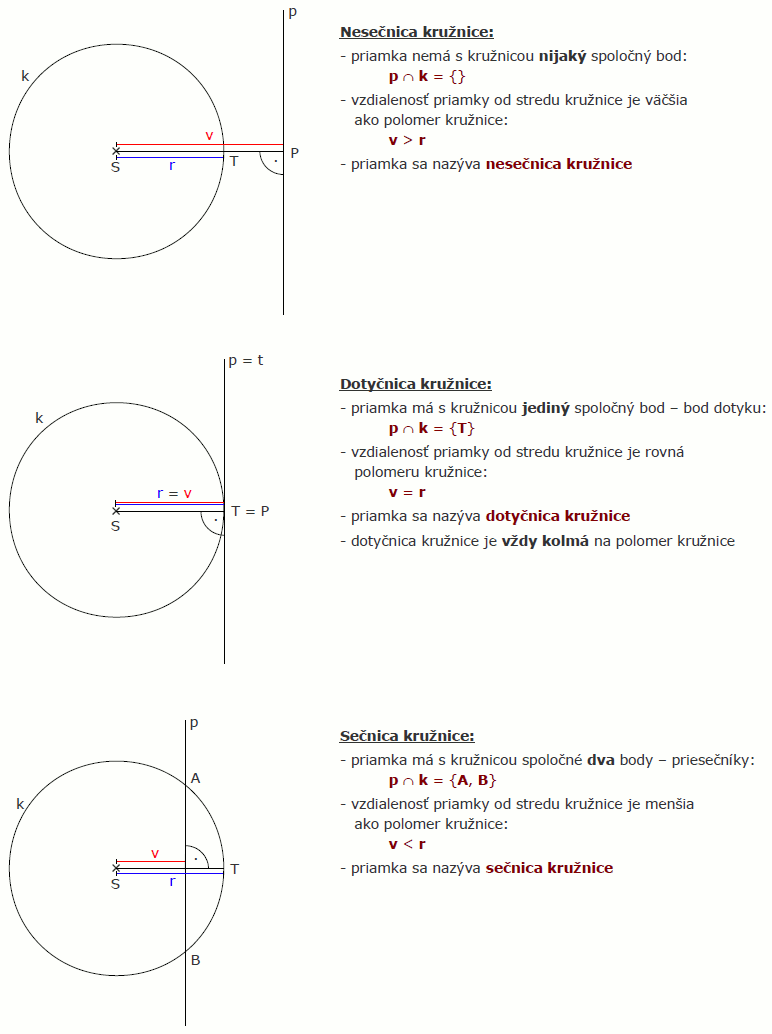 p
k
v
S
r
T
P
Nesečnica kružnice:
- priamka nemá s kružnicou nijaký spoločný bod:
p ∩ k = {}
- vzdialenosť priamky od stredu kružnice je väčšia
ako polomer kružnice:
v > r
- priamka sa nazýva nesečnica kružnice
p = t
k
r = v
S
T = P
Dotyčnica kružnice:
- priamka má s kružnicou jediný spoločný bod – bod dotyku:
p ∩ k = {T}
- vzdialenosť priamky od stredu kružnice je rovná
polomeru kružnice:
v = r
- priamka sa nazýva dotyčnica kružnice
- dotyčnica kružnice je vždy kolmá na polomer kružnice
p
A
k
v
S
r
T
B
Sečnica kružnice:
- priamka má s kružnicou spoločné dva body – priesečníky:
p ∩ k = {A, B}
- vzdialenosť priamky od stredu kružnice je menšia
ako polomer kružnice:
v < r
- priamka sa nazýva sečnica kružnice